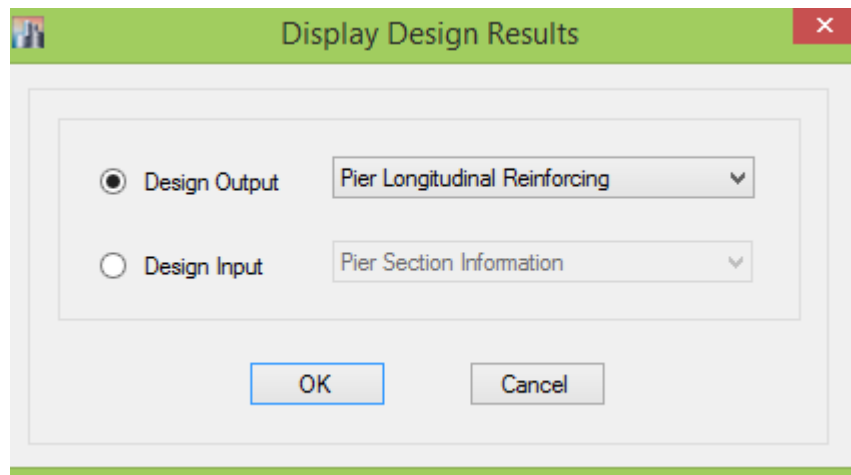 Display Design Results
Design Output
Pier Longitudinal Reinforcing
Design Input
Pier Section Information
OK
Cancel